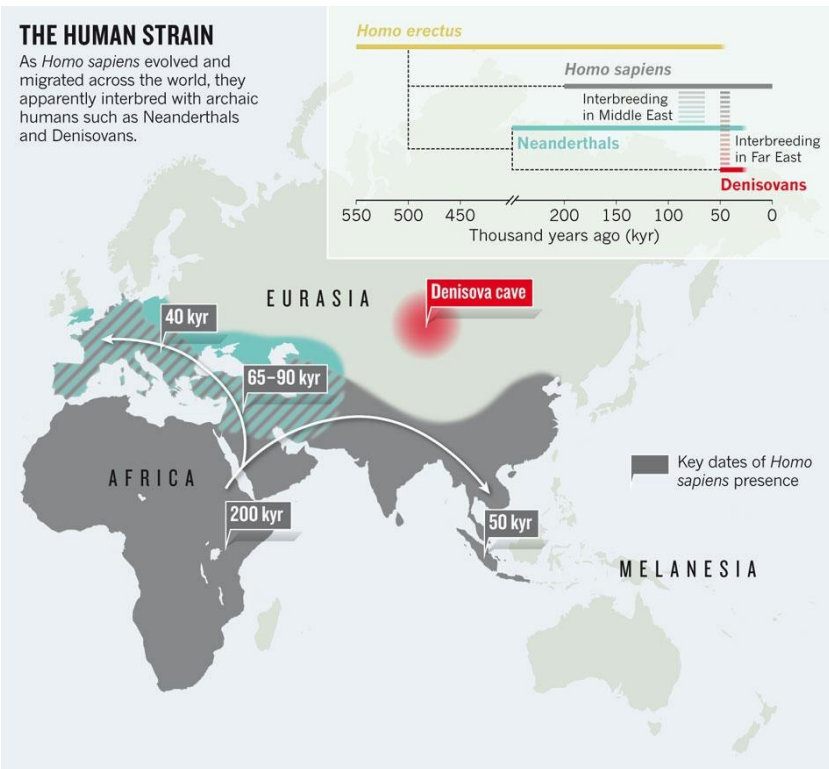 THE HUMAN STRAIN
As Homo sapiens evolved and
migrated across the world, they
apparently interbred with archaic
humans such as Neanderthals
and Denisovans.
Homo erectus
Homo sapiens
Interbreeding
in Middle East
Neanderthals
Interbreeding
in Far East
Denisovans
550 500 450 200 150 100 50 0
Thousand years ago (kyr)
EURASIA
Denisova cave
40 kyr
65–90 kyr
AFRICA
200 kyr
50 kyr
Key dates of Homo
sapiens presence
MELANESIA